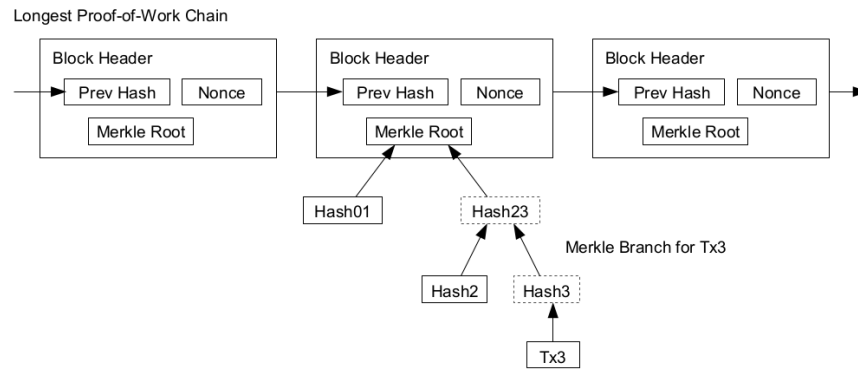 Longest Proof-of-Work Chain
Block Header
Prev Hash
Nonce
Merkle Root
Block Header
Prev Hash
Nonce
Merkle Root
Block Header
Prev Hash
Nonce
Merkle Root
Hash01
Hash23
Merkle Branch for Tx3
Hash2
Hash3
Tx3